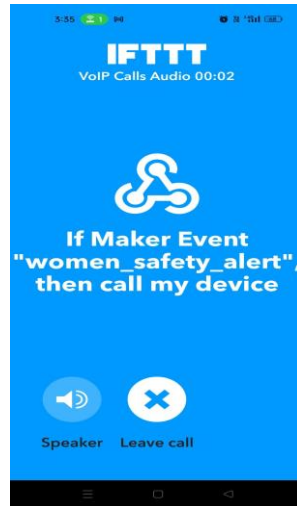 3:35 1
IFTTT
VoIP Calls Audio 00:02
If Maker Event
"women_safety_alert",
then call my device
Speaker Leave call